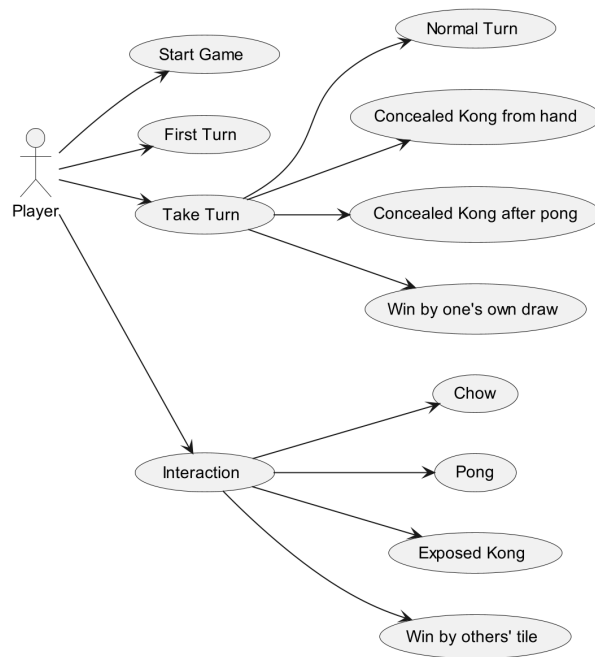 Normal Turn
Start Game
Concealed Kong from hand
First Turn
Player
Take Turn
Concealed Kong after pong
Win by one's own draw
Chow
Interaction
Pong
Exposed Kong
Win by others' tile